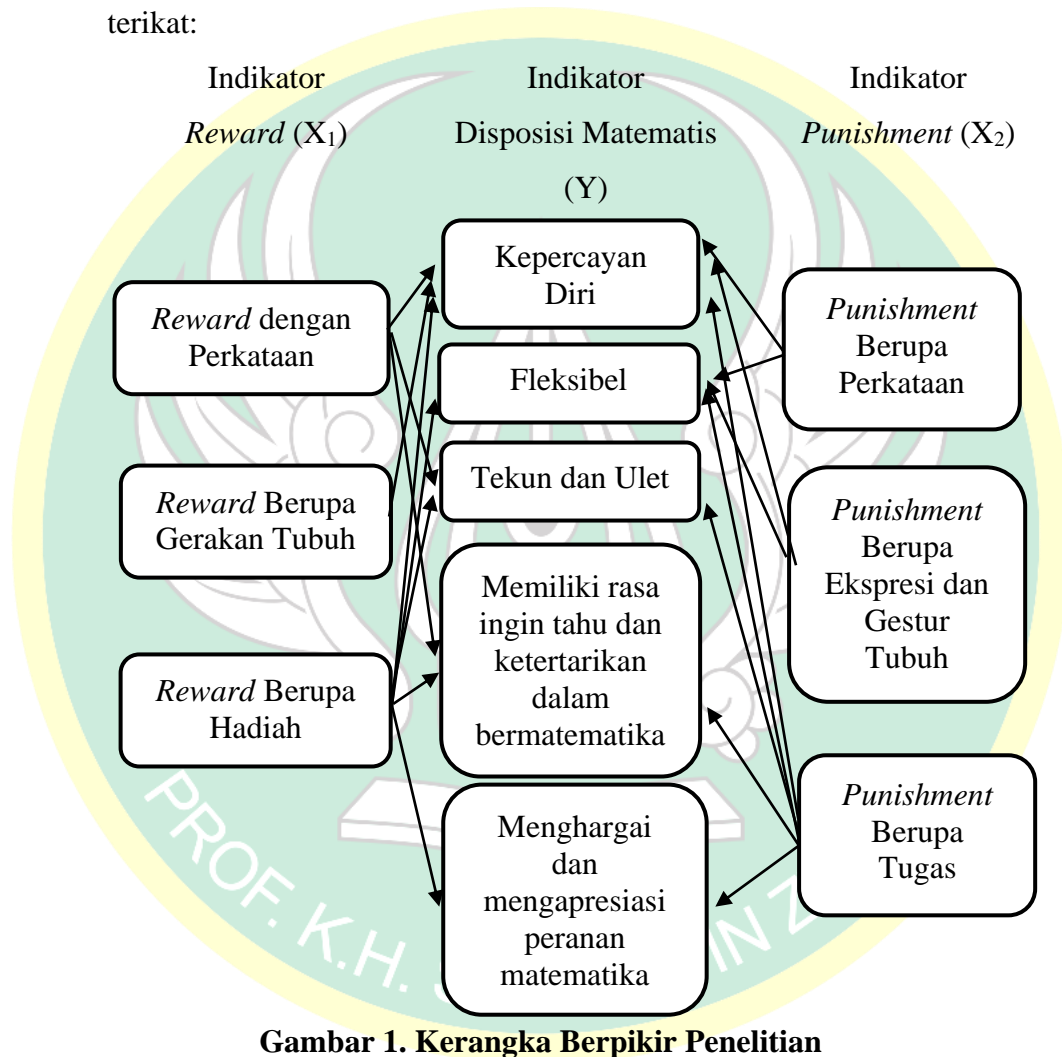 terikat:
Indikator
Reward (X₁)
Indikator
Disposisi Matematis
(Y)
Indikator
Punishment (X₂)
Reward dengan
Perkataan
Reward Berupa
Gerakan Tubuh
Reward Berupa
Hadiah
Kepercayan
Diri
Fleksibel
Tekun dan Ulet
Memiliki rasa
ingin tahu dan
ketertarikan
dalam
bermatematika
Menghargai
dan
mengapresiasi
peranan
matematika
Punishment
Berupa
Perkataan
Punishment
Berupa
Ekspresi dan
Gestur
Tubuh
Punishment
Berupa
Tugas
PROF. K.H.
Gambar 1. Kerangka Berpikir Penelitian